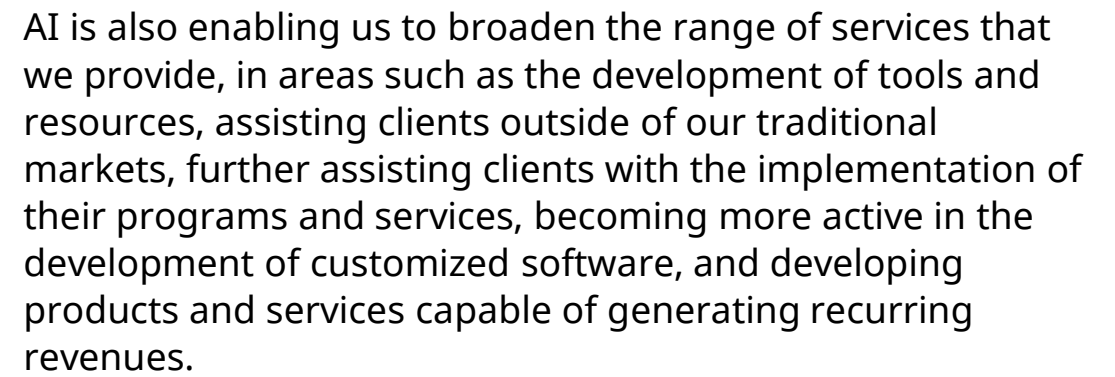 AI is also enabling us to broaden the range of services that
we provide, in areas such as the development of tools and
resources, assisting clients outside of our traditional
markets, further assisting clients with the implementation of
their programs and services, becoming more active in the
development of customized software, and developing
products and services capable of generating recurring
revenues.